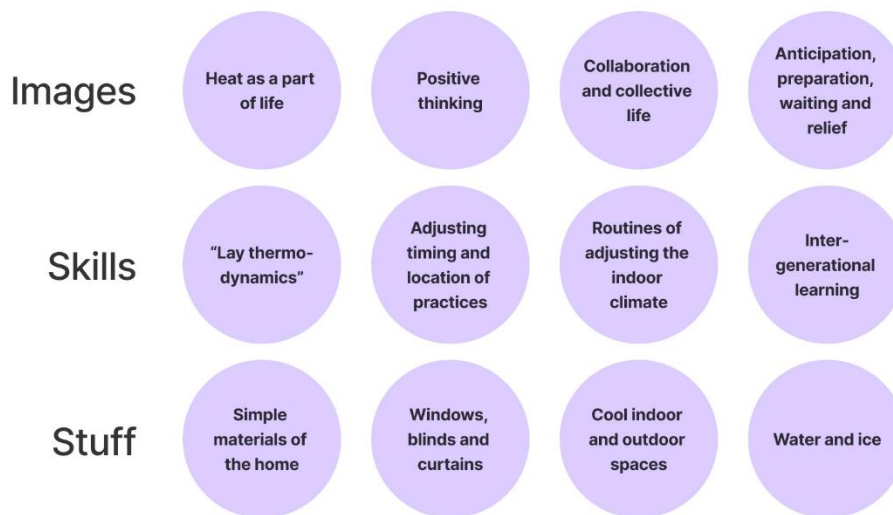 Images
Heat as a part
of life
Positive
thinking
Collaboration
and collective
life
Anticipation,
preparation,
waiting and
relief
Skills
“Lay thermo-
dynamics”
Adjusting
timing and
location of
practices
Routines of
adjusting the
indoor
climate
Inter-
generational
learning
Stuff
Simple
materials of
the home
Windows,
blinds and
curtains
Cool indoor
and outdoor
spaces
Water and ice